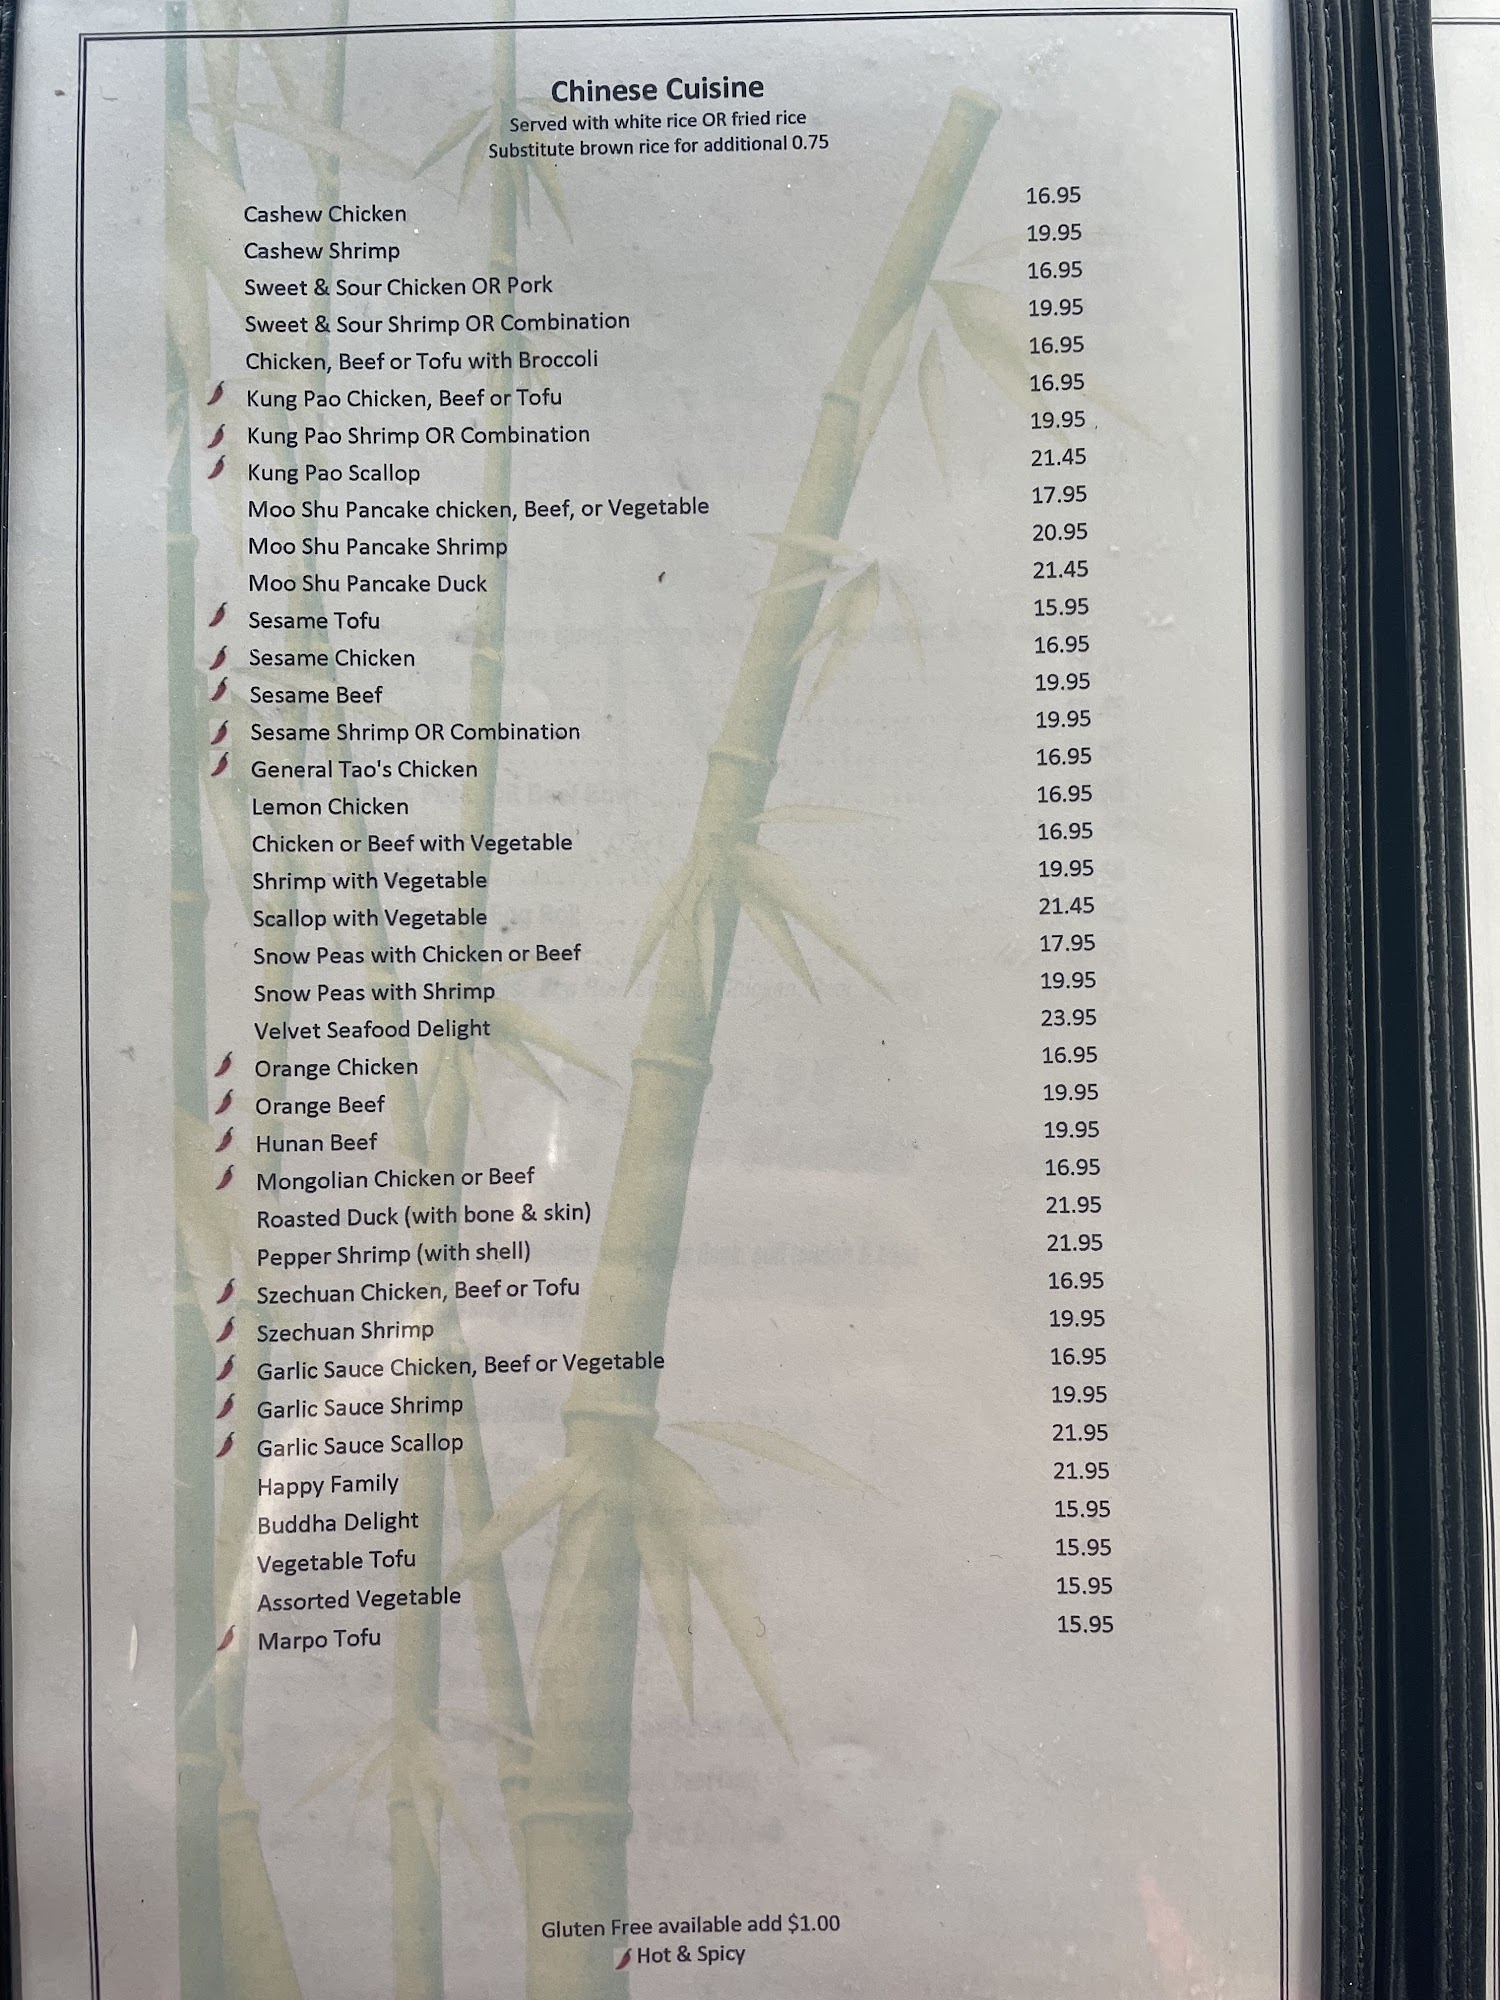 Chinese Cuisine
Served with white rice OR fried rice
Substitute brown rice for additional 0.75
Cashew Chicken 16.95
Cashew Shrimp 19.95
Sweet & Sour Chicken OR Pork 16.95
Sweet & Sour Shrimp OR Combination 19.95
Chicken, Beef or Tofu with Broccoli 16.95
Kung Pao Chicken, Beef or Tofu 16.95
Kung Pao Shrimp OR Combination 19.95
Kung Pao Scallop 21.45
Moo Shu Pancake chicken, Beef, or Vegetable 17.95
Moo Shu Pancake Shrimp 20.95
Moo Shu Pancake Duck 21.45
Sesame Tofu 15.95
Sesame Chicken 16.95
Sesame Beef 19.95
Sesame Shrimp OR Combination 19.95
General Tao's Chicken 16.95
Lemon Chicken 16.95
Chicken or Beef with Vegetable 16.95
Shrimp with Vegetable 19.95
Scallop with Vegetable 21.45
Snow Peas with Chicken or Beef 17.95
Snow Peas with Shrimp 19.95
Velvet Seafood Delight 23.95
Orange Chicken 16.95
Orange Beef 19.95
Hunan Beef 19.95
Mongolian Chicken or Beef 16.95
Roasted Duck (with bone & skin) 21.95
Pepper Shrimp (with shell) 21.95
Szechuan Chicken, Beef or Tofu 16.95
Szechuan Shrimp 19.95
Garlic Sauce Chicken, Beef or Vegetable 16.95
Garlic Sauce Shrimp 19.95
Garlic Sauce Scallop 21.95
Happy Family 21.95
Buddha Delight 15.95
Vegetable Tofu 15.95
Assorted Vegetable 15.95
Marpo Tofu 15.95
Gluten Free available add $1.00
Hot & Spicy